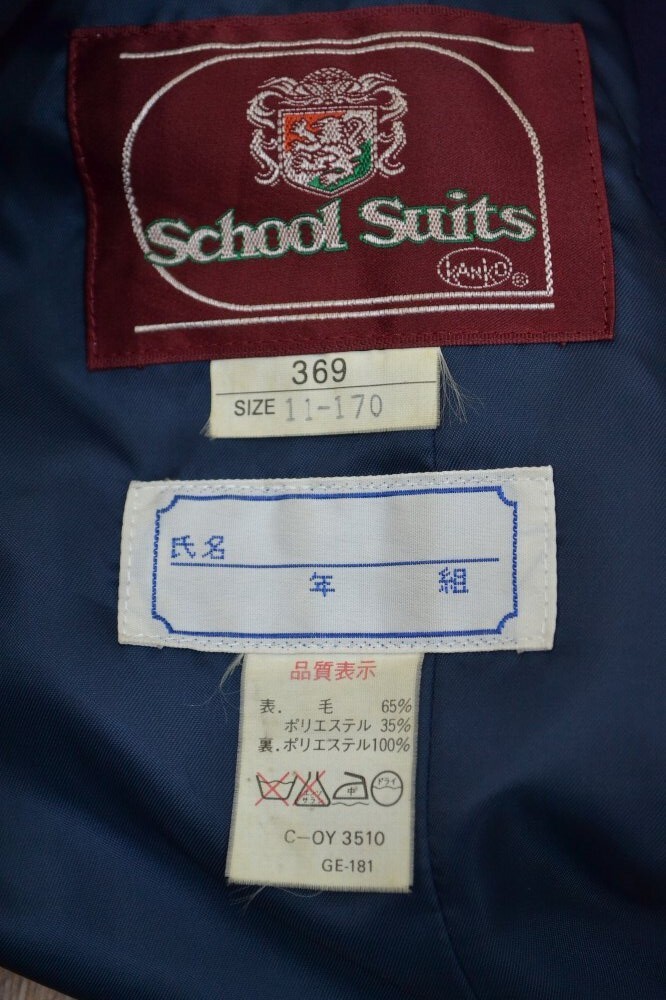 School Suits
KANKO ®
369
SIZE 11-170
氏名
年 組
品質表示
表. 毛 65%
ポリエステル 35%
裏.ポリエステル100%
中 ドライ
C-OY 3510
GE-181